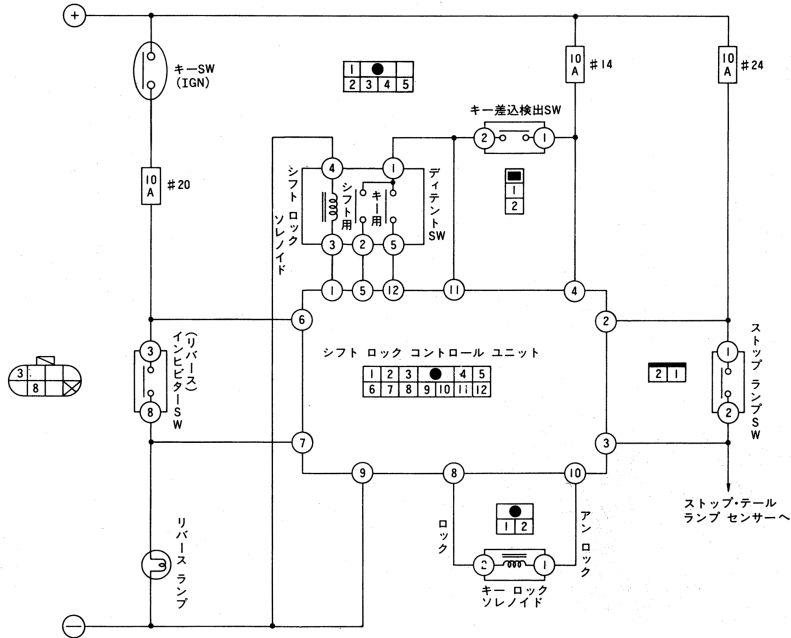 +
キーSW
(IGN)
10
A
#20
1
2 3 4 5
10
A
#14
10
A
#24
キー差込検出SW
2
1
1
2
シフト ロック
ソレノイド
4
1
シフト用
キー用
ディテントSW
3
2
5
1
5
12
11
4
6
2
シフト ロック コントロール ユニット
1 2 3 4 5
6 7 8 9 10 11 12
7
3
9
8
10
3
8
3
8
(リバース)
インヒビターSW
2 1
1
2
ストップ ランプSW
ストップ・テール
ランプ センサーへ
リバース ランプ
ロック
アン ロック
1 2
2
1
キー ロック
ソレノイド
−